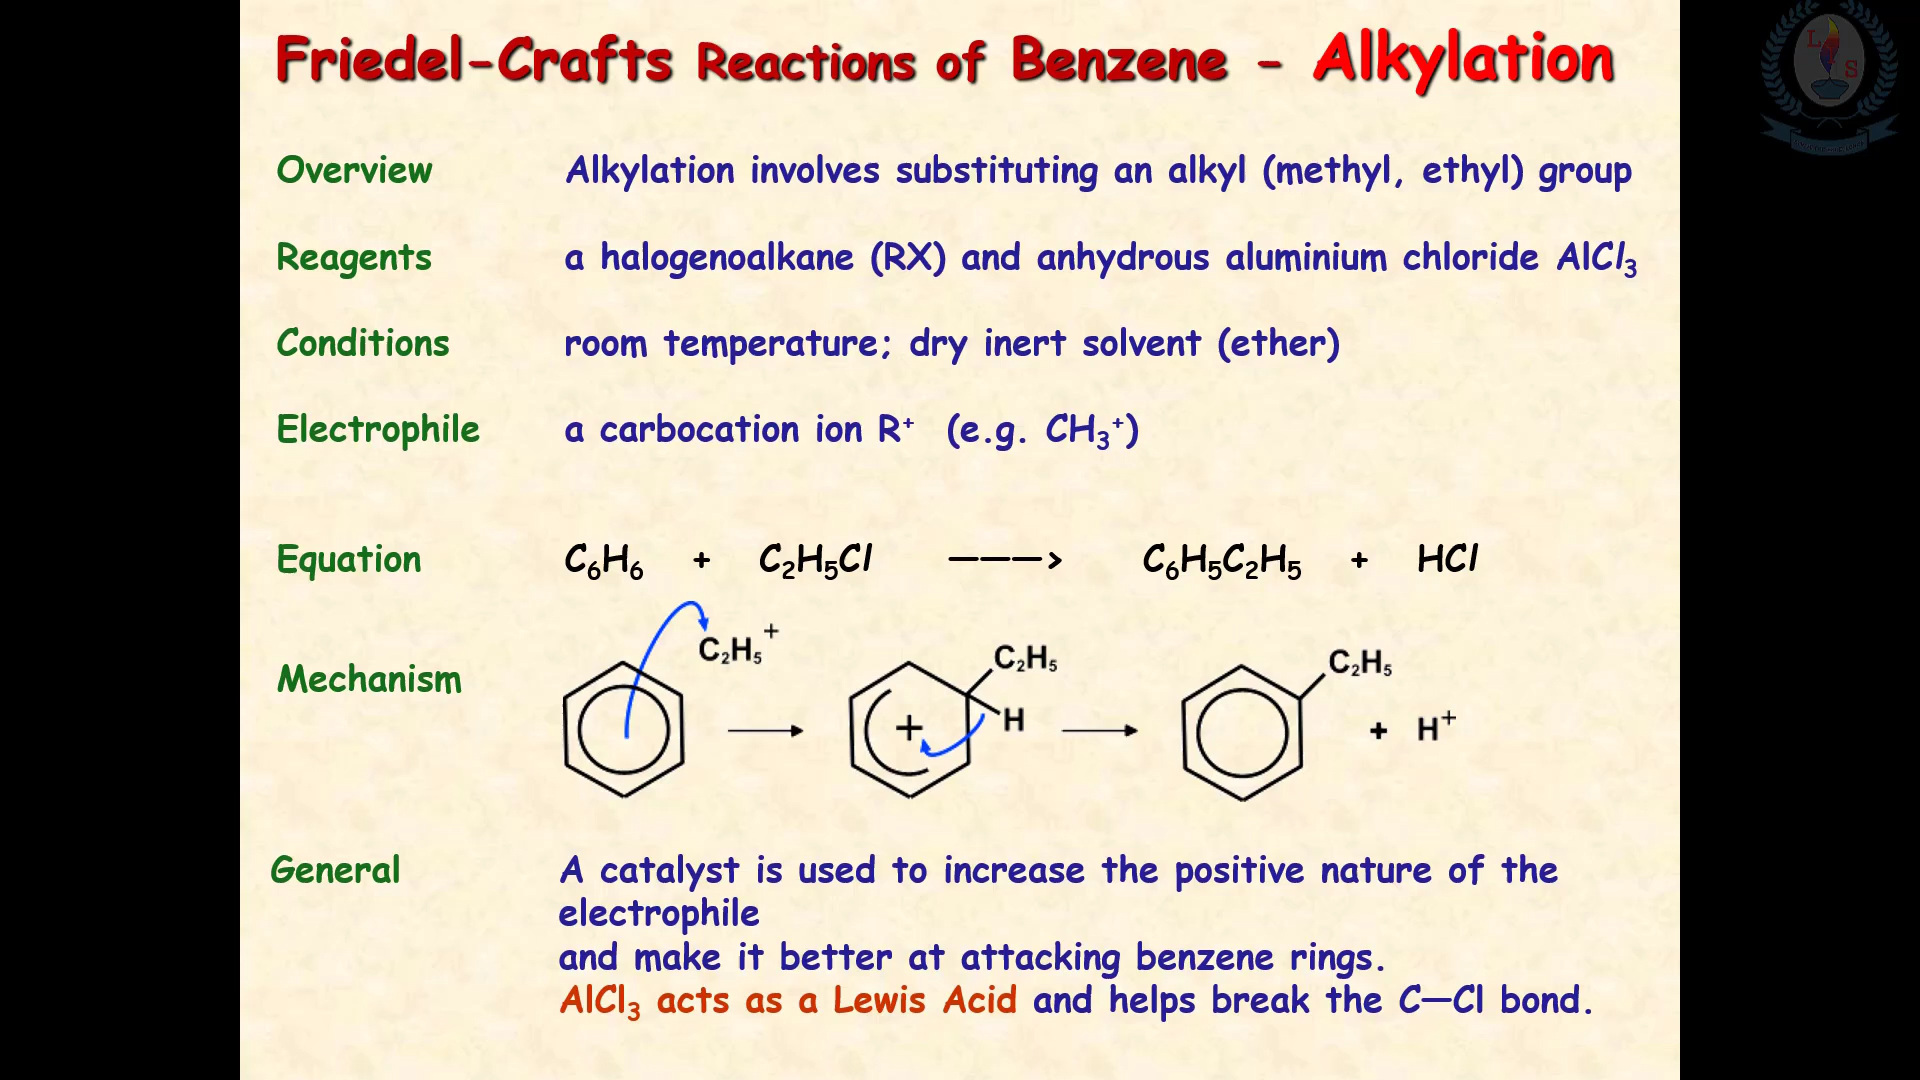 Friedel-Crafts Reactions of Benzene - Alkylation
Overview Alkylation involves substituting an alkyl (methyl, ethyl) group
Reagents a halogenoalkane (RX) and anhydrous aluminium chloride AlCl₃
Conditions room temperature; dry inert solvent (ether)
Electrophile a carbocation ion R⁺ (e.g. CH₃⁺)
Equation C₆H₆ + C₂H₅Cl ———> C₆H₅C₂H₅ + HCl
Mechanism
C₂H₅⁺
+
C₂H₅
H
C₂H₅
+ H⁺
General A catalyst is used to increase the positive nature of the
electrophile
and make it better at attacking benzene rings.
AlCl₃ acts as a Lewis Acid and helps break the C—Cl bond.
L S